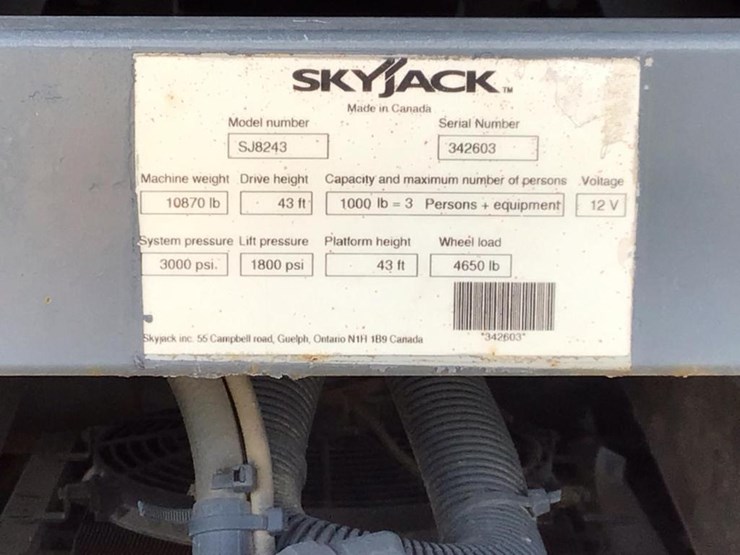 SKYJACK TM
Made in Canada
Model number Serial Number
SJ8243 342603
Machine weight Drive height Capacity and maximum number of persons Voltage
10870 lb 43 ft 1000 lb = 3 Persons + equipment 12 V
System pressure Lift pressure Platform height Wheel load
3000 psi. 1800 psi 43 ft 4650 lb
Skyjack inc. 55 Campbell road, Guelph, Ontario N1H 1B9 Canada
*342603*